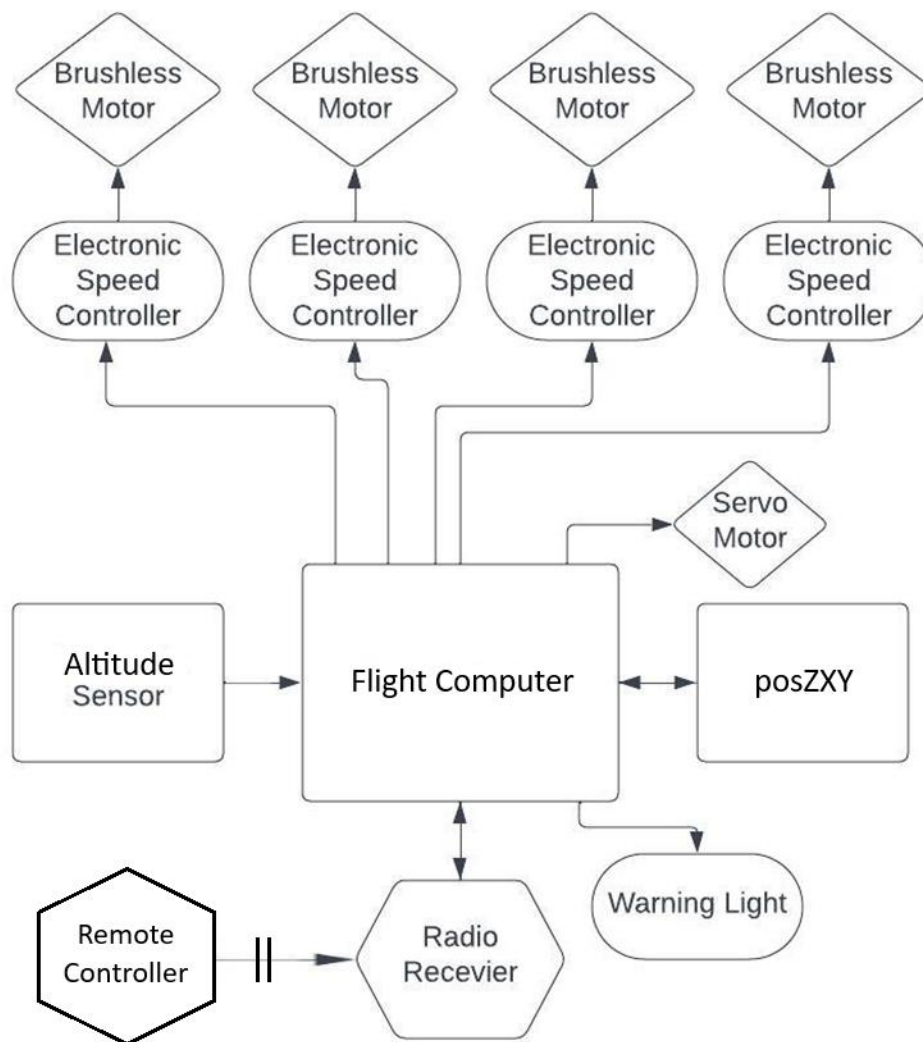 Brushless
Motor
Brushless
Motor
Brushless
Motor
Brushless
Motor
Electronic
Speed
Controller
Electronic
Speed
Controller
Electronic
Speed
Controller
Electronic
Speed
Controller
Servo
Motor
Altitude
Sensor
Flight Computer
posZXY
Warning Light
Remote
Controller
Radio
Recevier